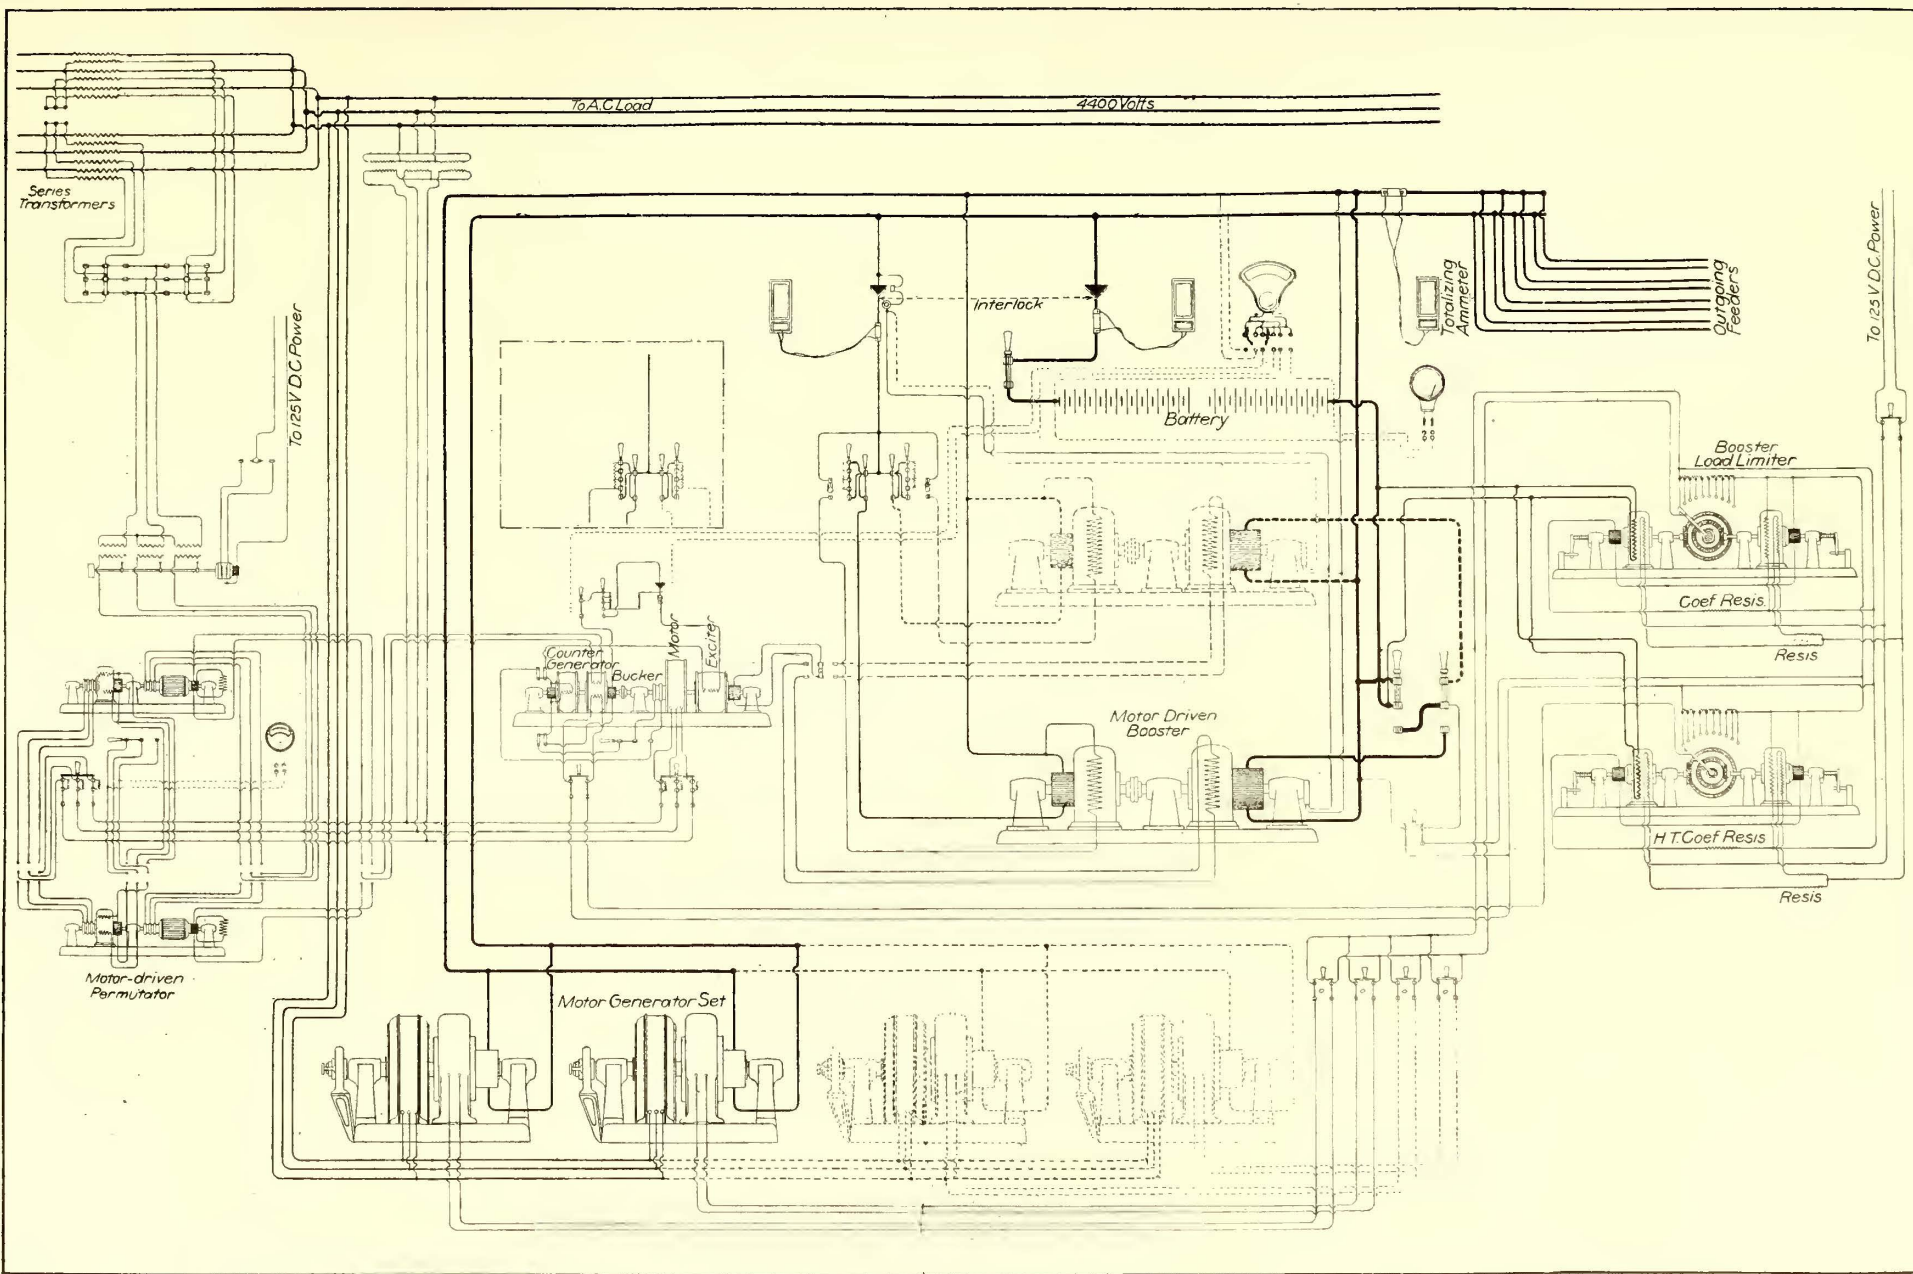 To A.C. Load
4400 Volts
Series
Transformers
To 125 V. D.C. Power
Interlock
Totalizing
Ammeter
Outgoing
Feeders
To 125 V. D.C. Power
Battery
Booster
Load Limiter
Coef Resis.
Resis
Counter
Generator
Bucker
Motor
Exciter
Motor Driven
Booster
H.T. Coef Resis
Resis
Motor-driven
Permutator
Motor Generator Set